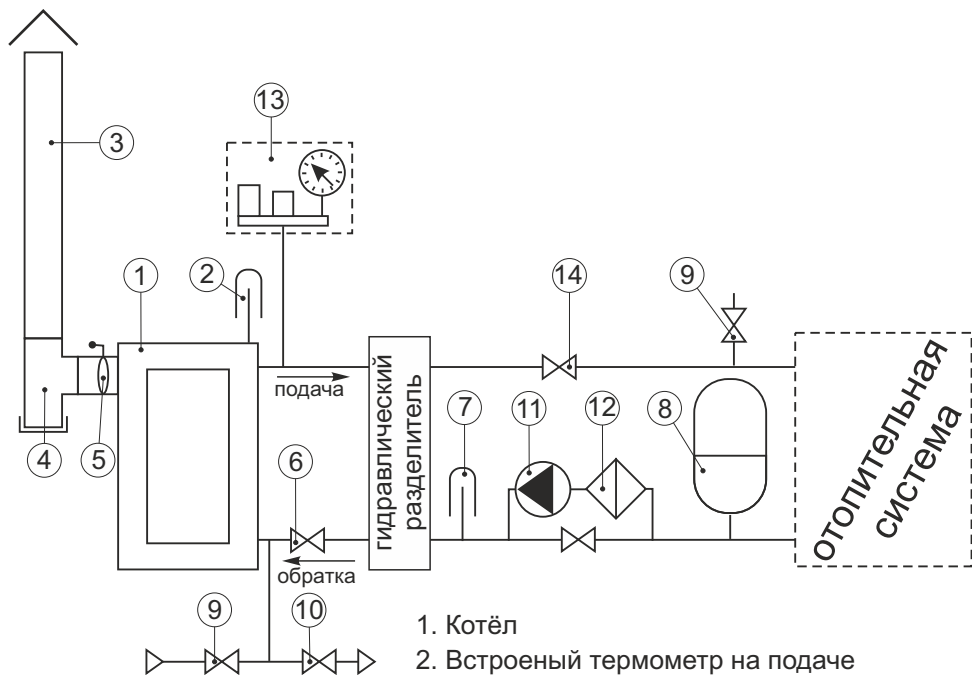 13
3
1
2
14
9
подача
гидравлический
разделитель
7
11
12
8
отопительная
система
4
5
6
обратка
9
10
1. Котёл
2. Встроеный термометр на подаче